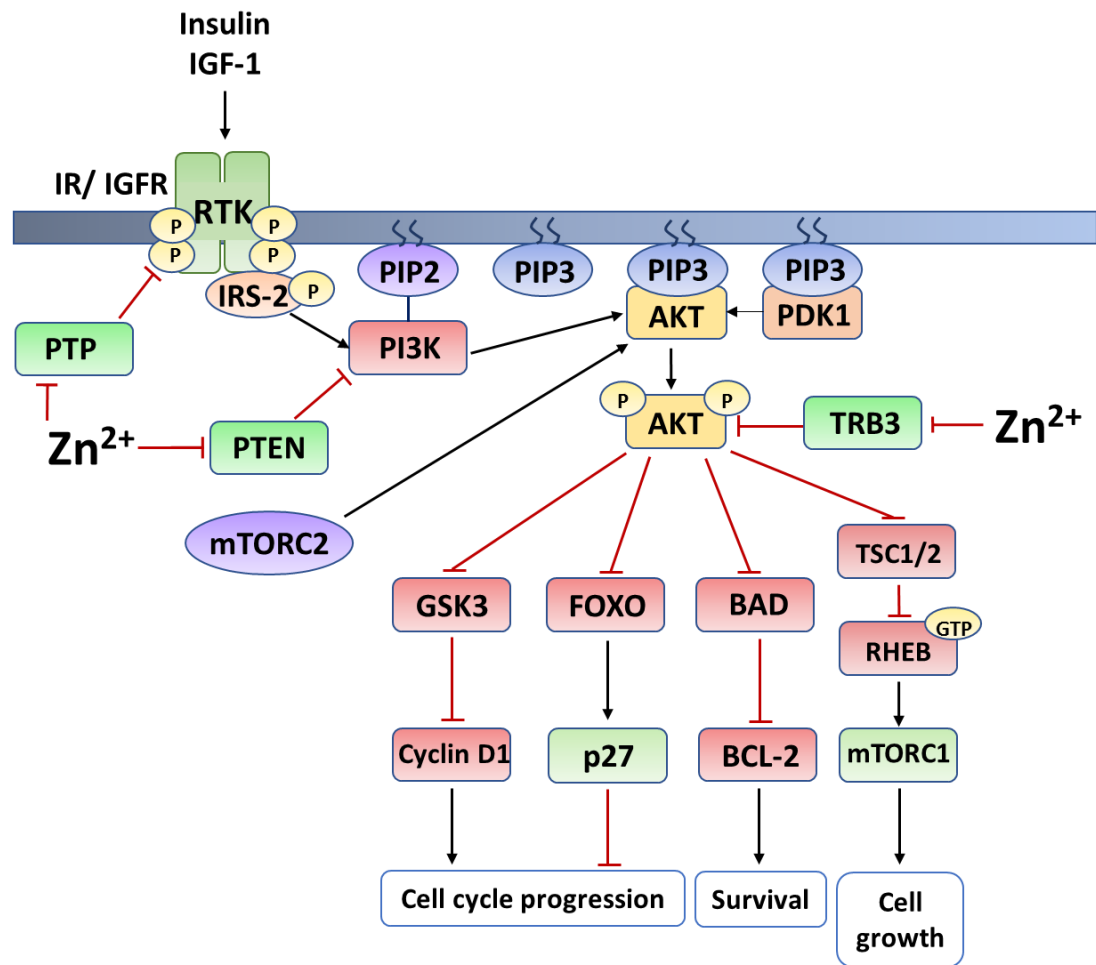 Insulin
IGF-1
IR/ IGFR
RTK
P
P
P
P
IRS-2
P
PIP2
PIP3
PIP3
PIP3
PI3K
AKT
PDK1
PTP
Zn2+
PTEN
P
P
AKT
TRB3
Zn2+
mTORC2
TSC1/2
GSK3
FOXO
BAD
GTP
RHEB
Cyclin D1
p27
BCL-2
mTORC1
Cell cycle progression
Survival
Cell
growth